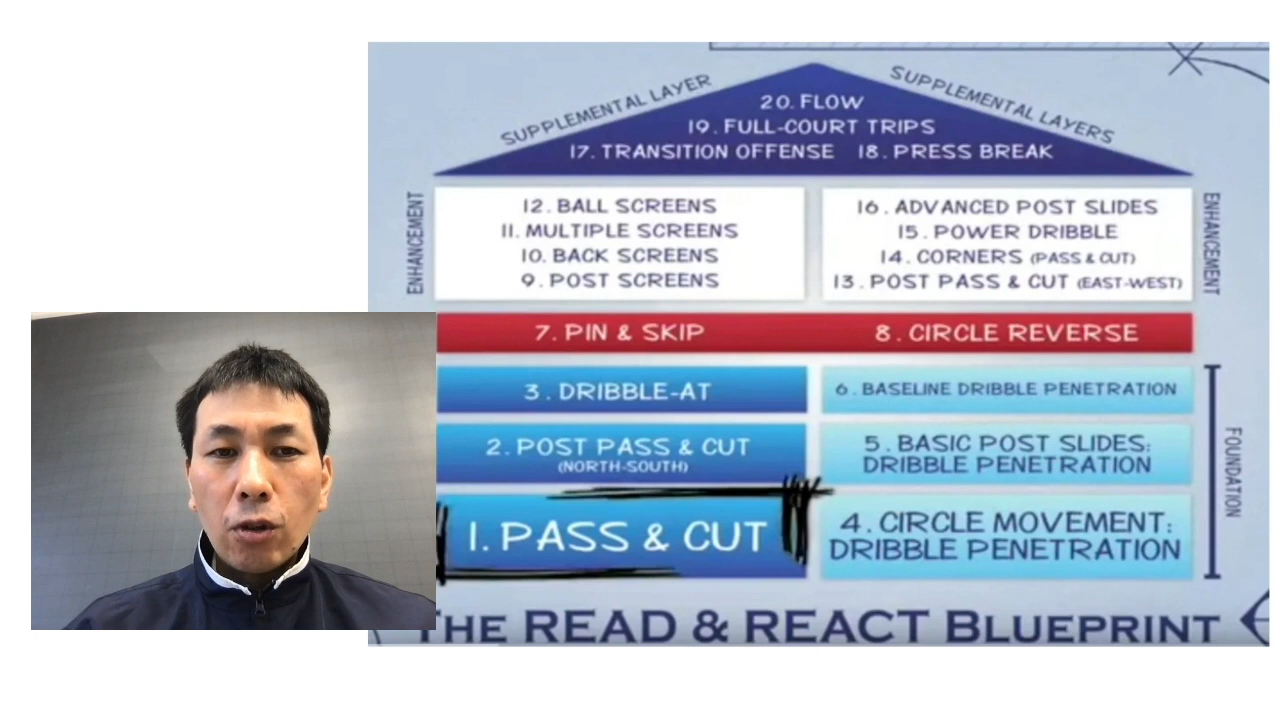 SUPPLEMENTAL LAYER
SUPPLEMENTAL LAYERS
20. FLOW
19. FULL-COURT TRIPS
17. TRANSITION OFFENSE 18. PRESS BREAK
ENHANCEMENT
12. BALL SCREENS
11. MULTIPLE SCREENS
10. BACK SCREENS
9. POST SCREENS
16. ADVANCED POST SLIDES
15. POWER DRIBBLE
14. CORNERS (PASS & CUT)
13. POST PASS & CUT (EAST-WEST)
ENHANCEMENT
7. PIN & SKIP
8. CIRCLE REVERSE
3. DRIBBLE-AT
6. BASELINE DRIBBLE PENETRATION
2. POST PASS & CUT
(NORTH-SOUTH)
5. BASIC POST SLIDES:
DRIBBLE PENETRATION
1. PASS & CUT
4. CIRCLE MOVEMENT:
DRIBBLE PENETRATION
FOUNDATION
THE READ & REACT BLUEPRINT